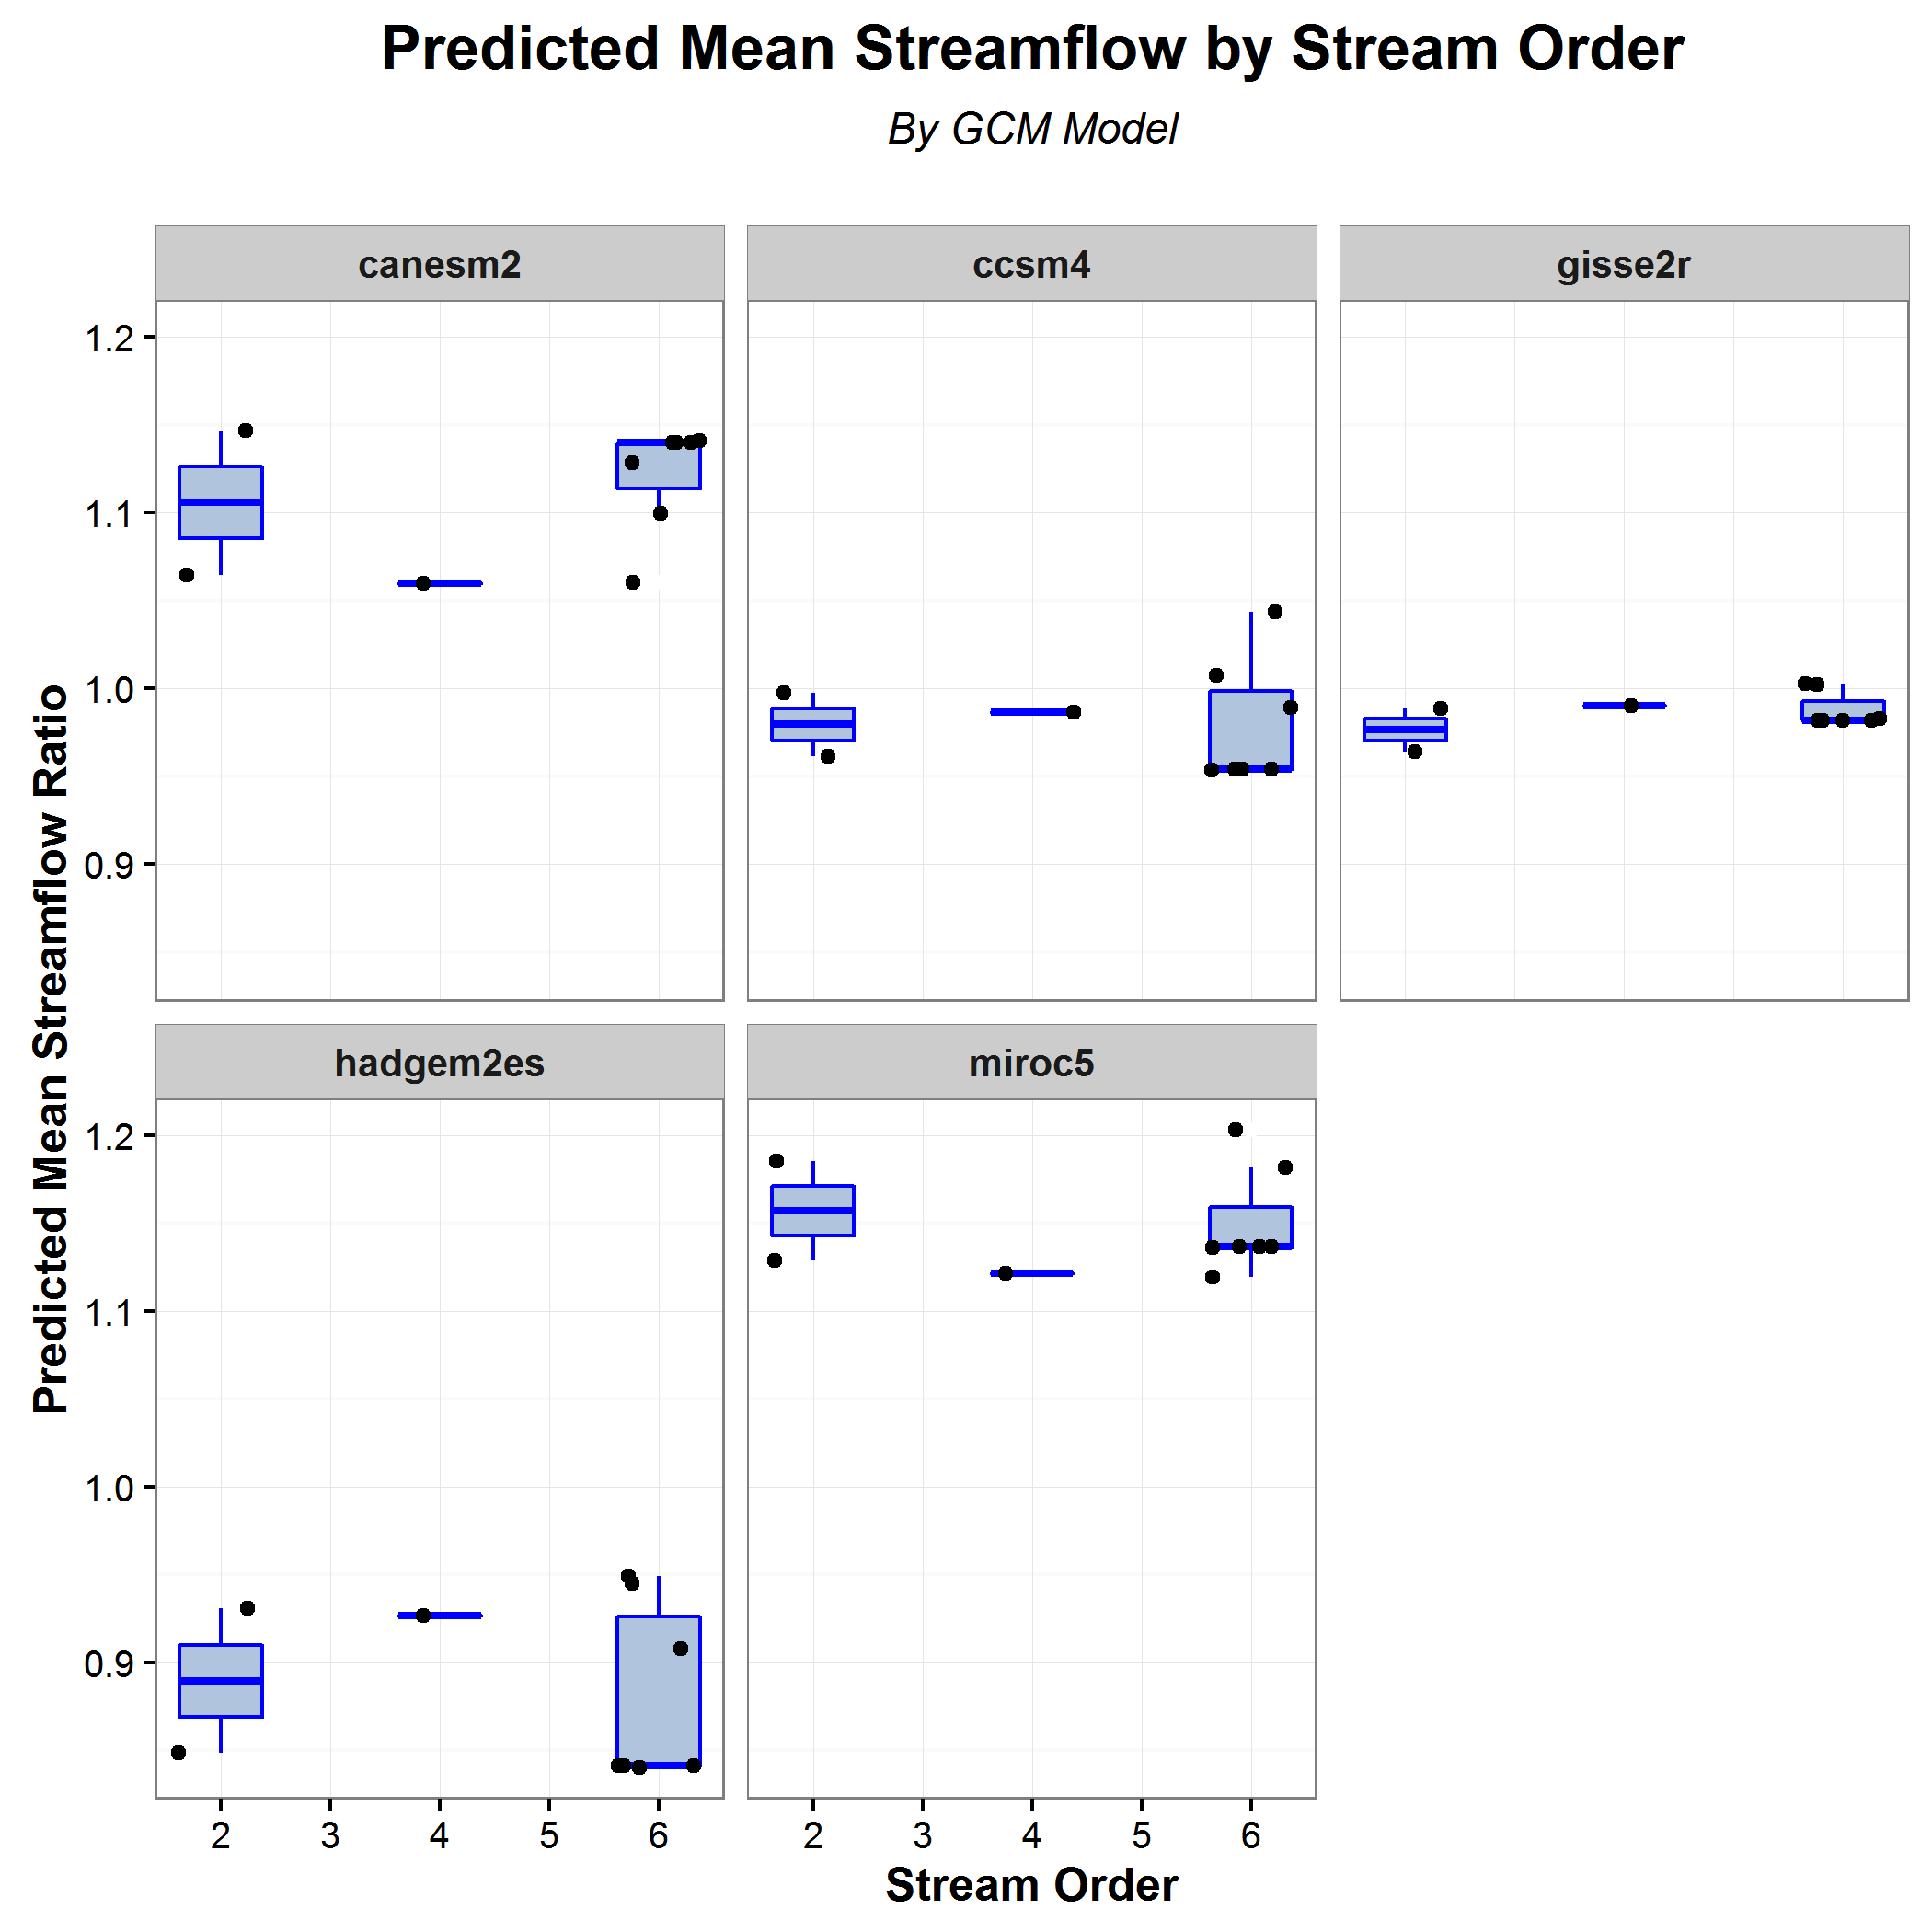 Predicted Mean Streamflow by Stream Order
By GCM Model
canesm2
ccsm4
gisse2r
1.2
1.1
1.0
0.9
Predicted Mean Streamflow Ratio
hadgem2es
miroc5
1.2
1.1
1.0
0.9
2 3 4 5 6
2 3 4 5 6
Stream Order